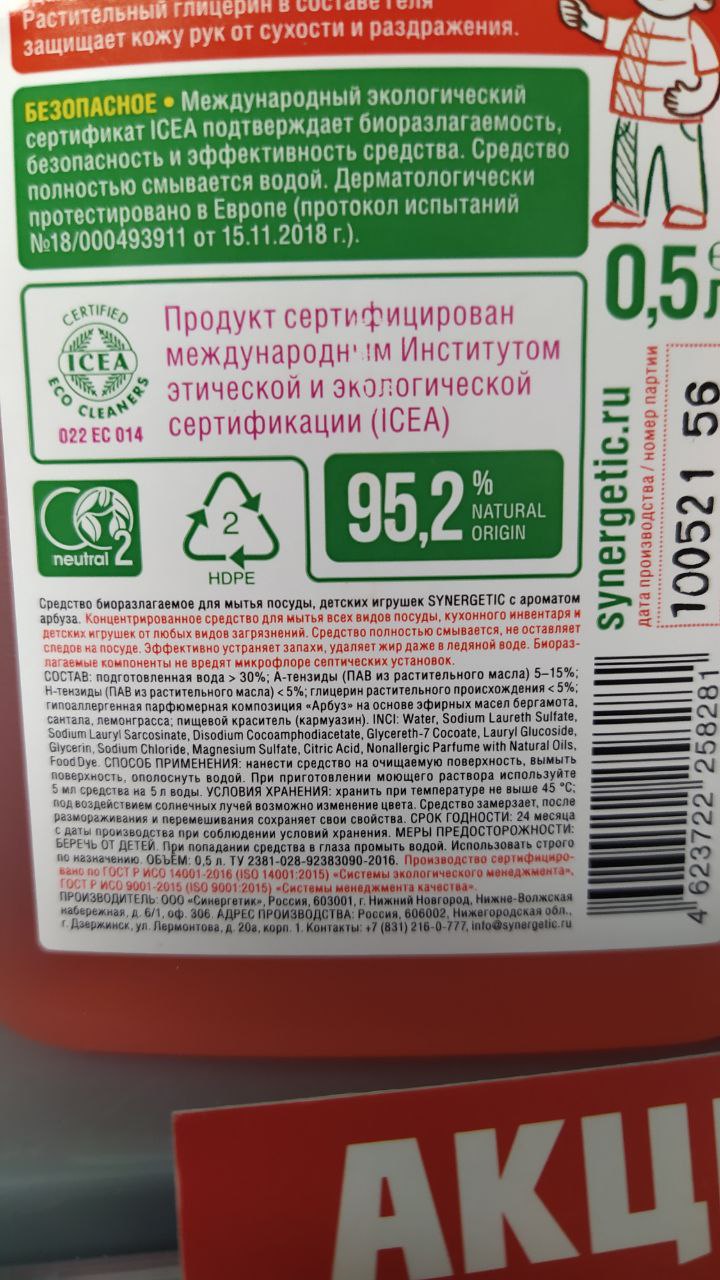 Растительный глицерин в составе геля
защищает кожу рук от сухости и раздражения.
БЕЗОПАСНОЕ • Международный экологический
сертификат ICEA подтверждает биоразлагаемость,
безопасность и эффективность средства. Средство
полностью смывается водой. Дерматологически
протестировано в Европе (протокол испытаний
№18/000493911 от 15.11.2018 г.).
0,5 л
CERTIFIED
ICEA
ECO CLEANERS
022 EC 014
Продукт сертифицирован
международным Институтом
этической и экологической
сертификации (ICEA)
neutral 2
2
HDPE
95,2 %
NATURAL
ORIGIN
synergetic.ru
дата производства / номер партии
100521 56
Средство биоразлагаемое для мытья посуды, детских игрушек SYNERGETIC с ароматом
арбуза. Концентрированное средство для мытья всех видов посуды, кухонного инвентаря и
детских игрушек от любых видов загрязнений. Средство полностью смывается, не оставляет
следов на посуде. Эффективно устраняет запахи, удаляет жир даже в ледяной воде. Биораз-
лагаемые компоненты не вредят микрофлоре септических установок.
СОСТАВ: подготовленная вода > 30%; А-тензиды (ПАВ из растительного масла) 5–15%;
Н-тензиды (ПАВ из растительного масла) < 5%; глицерин растительного происхождения < 5%;
гипоаллергенная парфюмерная композиция «Арбуз» на основе эфирных масел бергамота,
сантала, лемонграсса; пищевой краситель (кармуазин). INCI: Water, Sodium Laureth Sulfate,
Sodium Lauryl Sarcosinate, Disodium Cocoamphodiacetate, Glycereth-7 Cocoate, Lauryl Glucoside,
Glycerin, Sodium Chloride, Magnesium Sulfate, Citric Acid, Nonallergic Parfume with Natural Oils,
Food Dye. СПОСОБ ПРИМЕНЕНИЯ: нанести средство на очищаемую поверхность, вымыть
поверхность, ополоснуть водой. При приготовлении моющего раствора используйте
5 мл средства на 5 л воды. УСЛОВИЯ ХРАНЕНИЯ: хранить при температуре не выше 45 °С;
под воздействием солнечных лучей возможно изменение цвета. Средство замерзает, после
размораживания и перемешивания сохраняет свои свойства. СРОК ГОДНОСТИ: 24 месяца
с даты производства при соблюдении условий хранения. МЕРЫ ПРЕДОСТОРОЖНОСТИ:
БЕРЕЧЬ ОТ ДЕТЕЙ. При попадании средства в глаза промыть водой. Использовать строго
по назначению. ОБЪЁМ: 0,5 л. ТУ 2381-028-92383090-2016. Производство сертифициро-
вано по ГОСТ Р ИСО 14001-2016 (ISO 14001:2015) «Системы экологического менеджмента»,
ГОСТ Р ИСО 9001-2015 (ISO 9001:2015) «Системы менеджмента качества».
ПРОИЗВОДИТЕЛЬ: ООО «Синергетик», Россия, 603001, г. Нижний Новгород, Нижне-Волжская
набережная, д. 6/1, оф. 306. АДРЕС ПРОИЗВОДСТВА: Россия, 606002, Нижегородская обл.,
г. Дзержинск, ул. Лермонтова, д. 20а, корп. 1. Контакты: +7 (831) 216-0-777, info@synergetic.ru
4 623722 258281
АКЦ